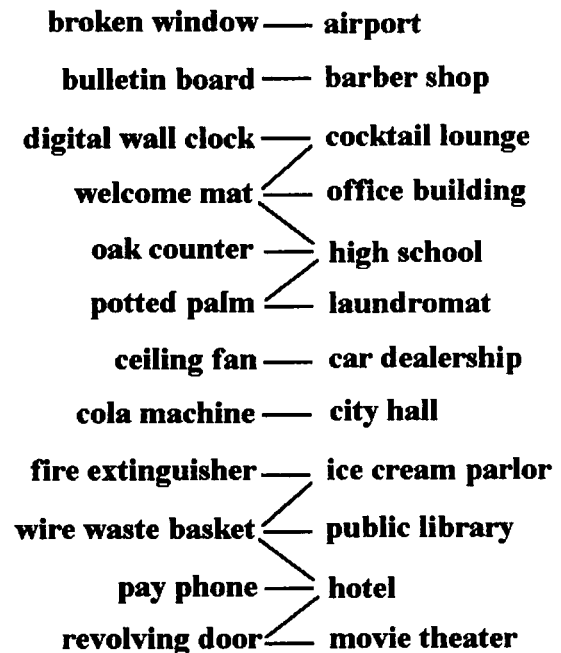 broken window — airport
bulletin board — barber shop
digital wall clock — cocktail lounge
welcome mat — office building
oak counter — high school
potted palm — laundromat
ceiling fan — car dealership
cola machine — city hall
fire extinguisher — ice cream parlor
wire waste basket — public library
pay phone — hotel
revolving door — movie theater